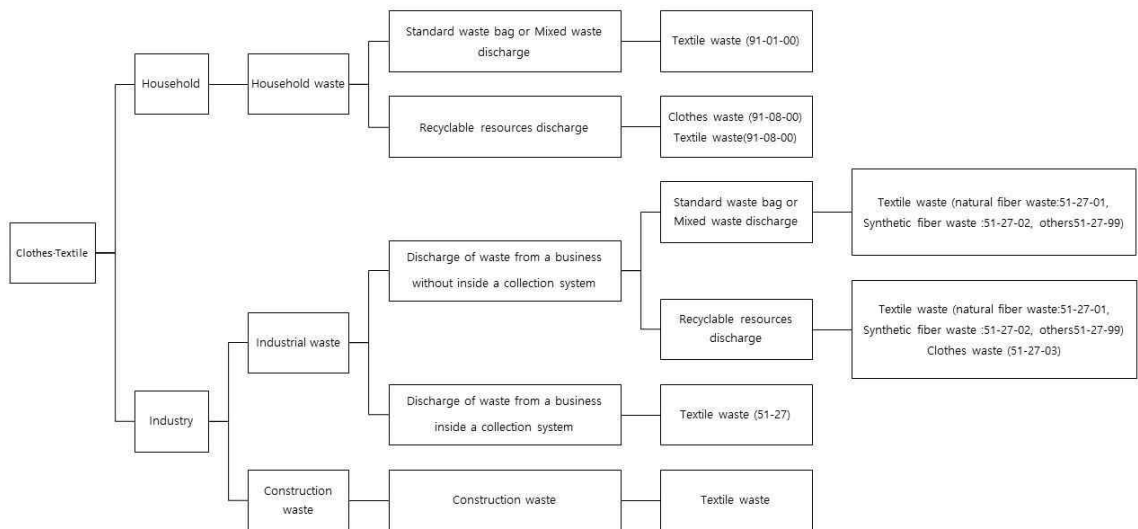 Clothes·Textile
Household
Household waste
Standard waste bag or Mixed waste
discharge
Textile waste (91-01-00)
Recyclable resources discharge
Clothes waste (91-08-00)
Textile waste(91-08-00)
Industry
Industrial waste
Discharge of waste from a business
without inside a collection system
Standard waste bag or
Mixed waste discharge
Textile waste (natural fiber waste:51-27-01,
Synthetic fiber waste :51-27-02, others51-27-99)
Recyclable resources
discharge
Textile waste (natural fiber waste:51-27-01,
Synthetic fiber waste :51-27-02, others51-27-99)
Clothes waste (51-27-03)
Discharge of waste from a business
inside a collection system
Textile waste (51-27)
Construction
waste
Construction waste
Textile waste